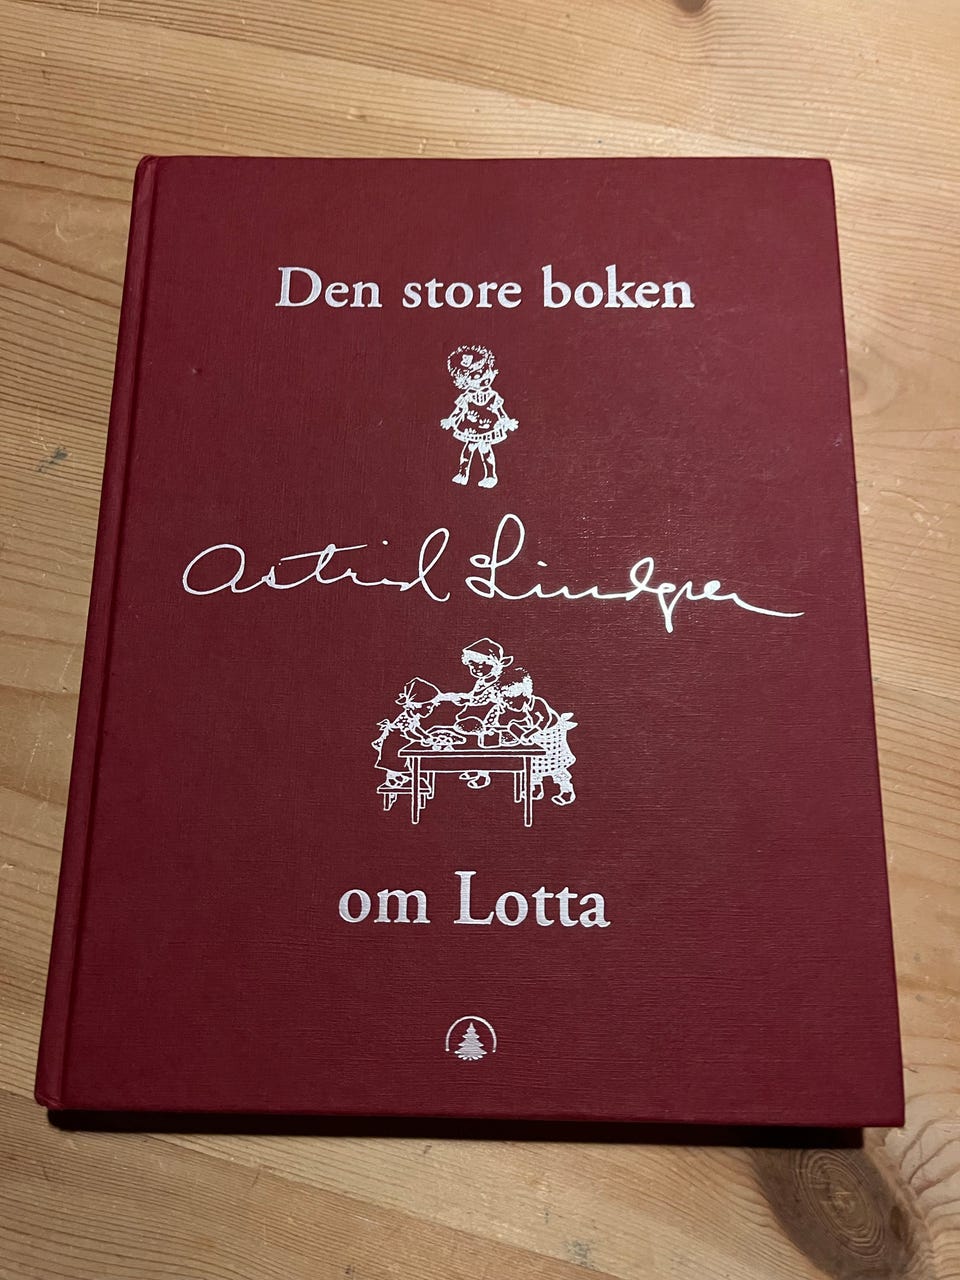 Den store boken
Astrid Lindgren
om Lotta